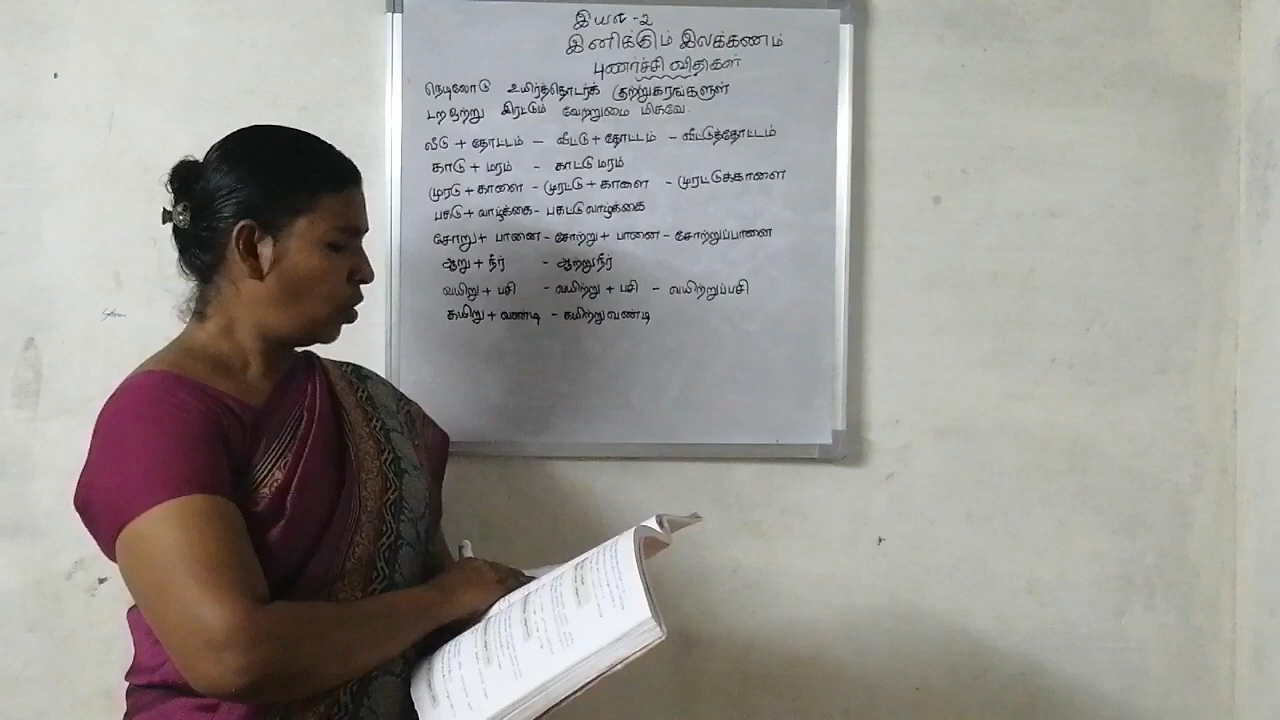 இயல் -2
இனிக்கும் இலக்கணம்
புணர்ச்சி விதிகள்
நெடிலோடு உயிர்த்தொடர்க் குற்றுகரங்களுள்
டறஒற்று இரட்டும் வேற்றுமை மிகவே.
வீடு + தோட்டம் – வீட்டு + தோட்டம் – வீட்டுத்தோட்டம்
காடு + மரம் - காட்டுமரம்
முரடு + காளை - முரட்டு + காளை - முரட்டுக்காளை
பகடு + வாழ்க்கை - பகட்டுவாழ்க்கை
சோறு + பானை - சோற்று + பானை - சோற்றுப்பானை
ஆறு + நீர் - ஆற்றுநீர்
வயிறு + பசி - வயிற்று + பசி - வயிற்றுப்பசி
கயிறு + வண்டி - கயிற்றுவண்டி